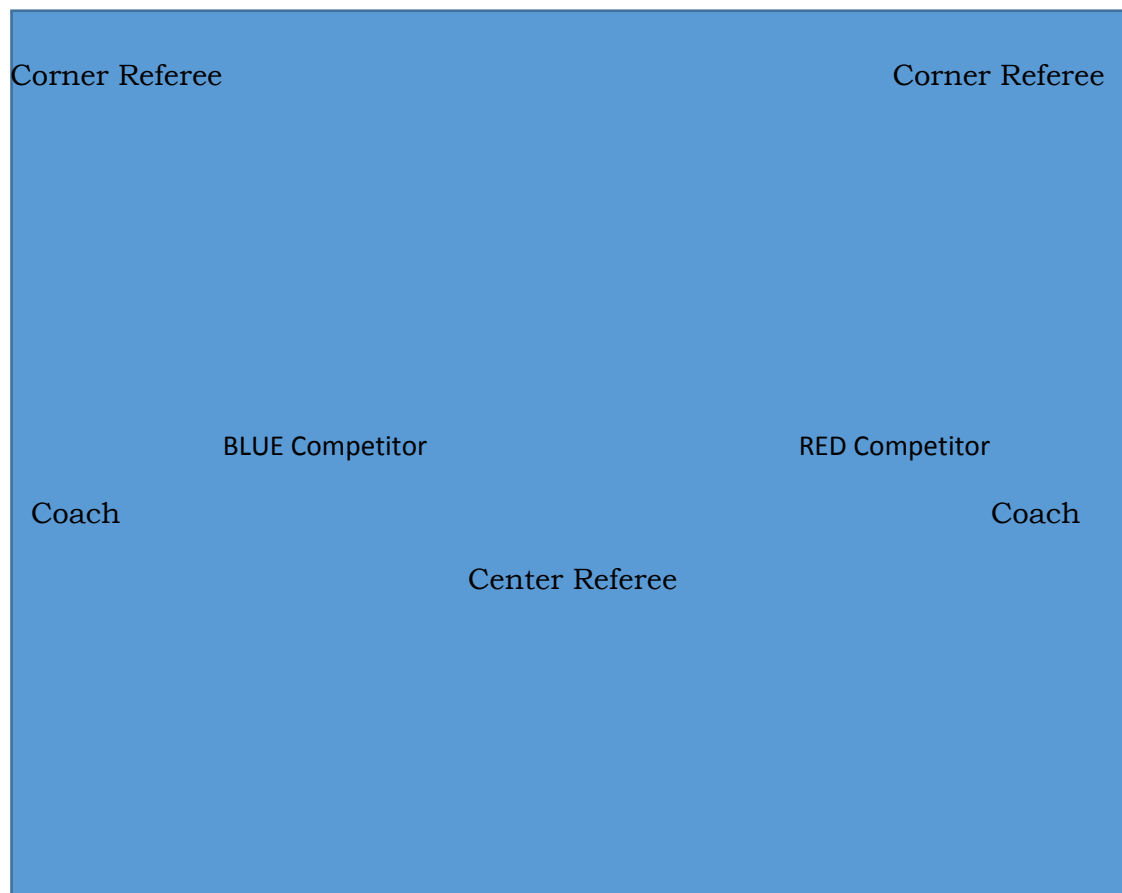 Corner Referee Corner Referee
BLUE Competitor RED Competitor
Coach Coach
Center Referee